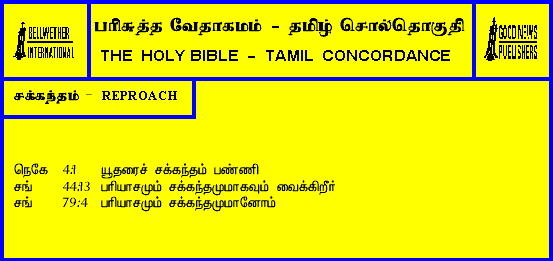 BELLWETHER
INTERNATIONAL
பரிசுத்த வேதாகமம் - தமிழ் சொல்தொகுதி
THE HOLY BIBLE - TAMIL CONCORDANCE
GOOD NEWS
PUBLISHERS
சக்கந்தம் - REPROACH
நெகே 4:1 யூதரைச் சக்கந்தம் பண்ணி
சங் 44:13 பரியாசமும் சக்கந்தமுமாகவும் வைக்கிறீர்
சங் 79:4 பரியாசமும் சக்கந்தமுமானோம்